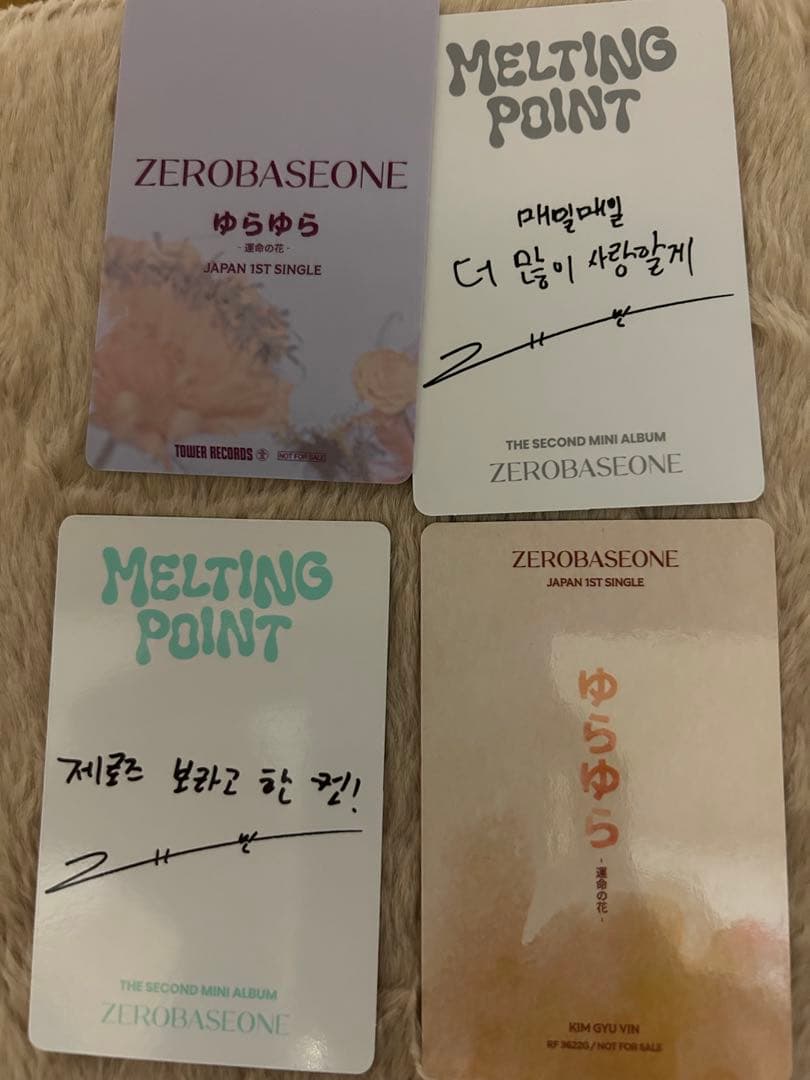 ZEROBASEONE
ゆらゆら
- 運命の花 -
JAPAN 1ST SINGLE
TOWER RECORDS
NOT FOR SALE
MELTING
POINT
매일매일
더 많이 사랑할게
THE SECOND MINI ALBUM
ZEROBASEONE
MELTING
POINT
제로즈 보라고 한 컷!
THE SECOND MINI ALBUM
ZEROBASEONE
ZEROBASEONE
JAPAN 1ST SINGLE
ゆらゆら
- 運命の花 -
KIM GYU VIN
RF 3622G / NOT FOR SALE